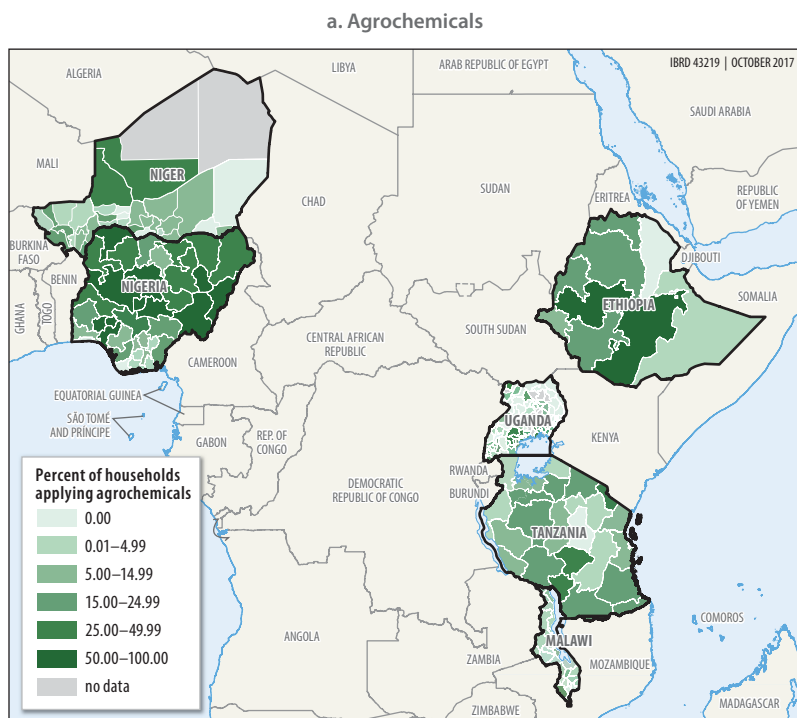 a. Agrochemicals
IBRD 43219 | OCTOBER 2017
ALGERIA
LIBYA
ARAB REPUBLIC OF EGYPT
SAUDI ARABIA
MALI
NIGER
CHAD
SUDAN
ERITREA
REPUBLIC
OF YEMEN
BURKINA
FASO
BENIN
NIGERIA
DJIBOUTI
GHANA
TOGO
ETHIOPIA
SOMALIA
CENTRAL AFRICAN
REPUBLIC
SOUTH SUDAN
CAMEROON
EQUATORIAL GUINEA
SÃO TOMÉ
AND PRÍNCIPE
GABON
REP. OF
CONGO
UGANDA
KENYA
DEMOCRATIC
REPUBLIC OF CONGO
RWANDA
BURUNDI
TANZANIA
ANGOLA
ZAMBIA
MALAWI
MOZAMBIQUE
COMOROS
ZIMBABWE
MADAGASCAR
Percent of households
applying agrochemicals
0.00
0.01–4.99
5.00–14.99
15.00–24.99
25.00–49.99
50.00–100.00
no data